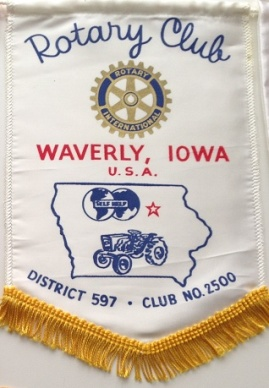 Rotary Club
ROTARY
INTERNATIONAL
WAVERLY, IOWA
U.S.A.
SELF HELP
DISTRICT 597 • CLUB NO. 2500